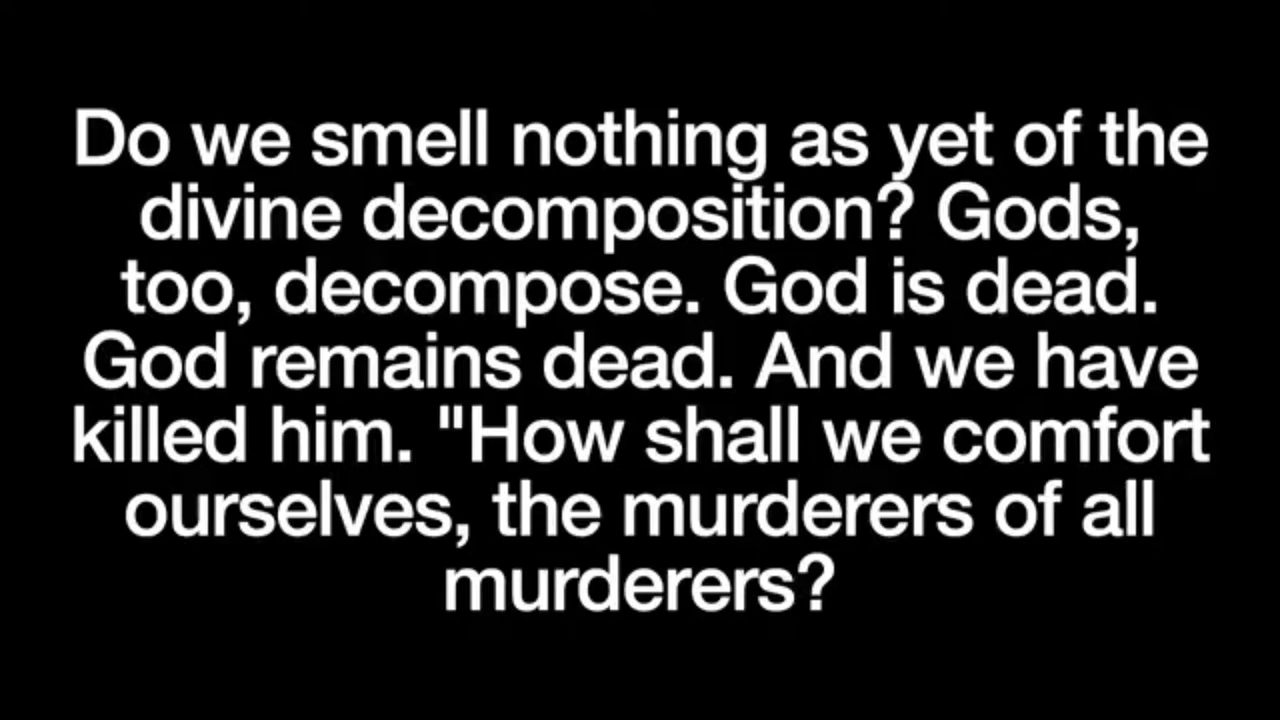 Do we smell nothing as yet of the
divine decomposition? Gods,
too, decompose. God is dead.
God remains dead. And we have
killed him. "How shall we comfort
ourselves, the murderers of all
murderers?